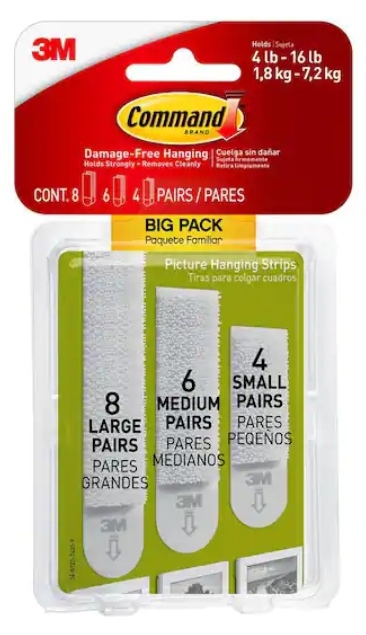 3M
Holds | Sujeta
4 lb - 16 lb
1,8 kg - 7,2 kg
Command
BRAND
Damage-Free Hanging | Cuelga sin dañar
Holds Strongly • Removes Cleanly | Sujeta firmemente
Retira limpiamente
CONT. 8 6 4 PAIRS / PARES
BIG PACK
Paquete Familiar
Picture Hanging Strips
Tiras para colgar cuadros
8
LARGE
PAIRS
PARES
GRANDES
6
MEDIUM
PAIRS
PARES
MEDIANOS
4
SMALL
PAIRS
PARES
PEQEÑOS
3M
3M
3M